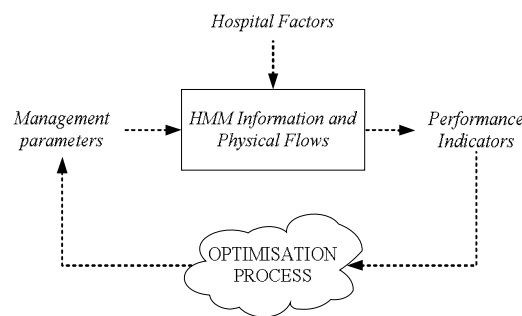 Hospital Factors
Management
parameters
HMM Information and
Physical Flows
Performance
Indicators
OPTIMISATION
PROCESS